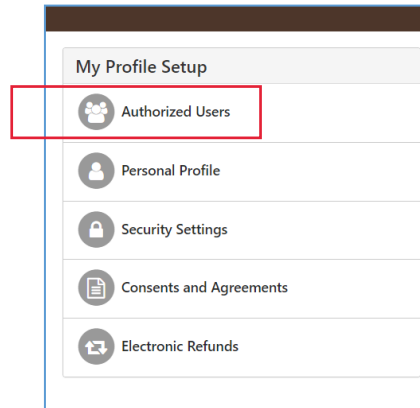 My Profile Setup
Authorized Users
Personal Profile
Security Settings
Consents and Agreements
Electronic Refunds